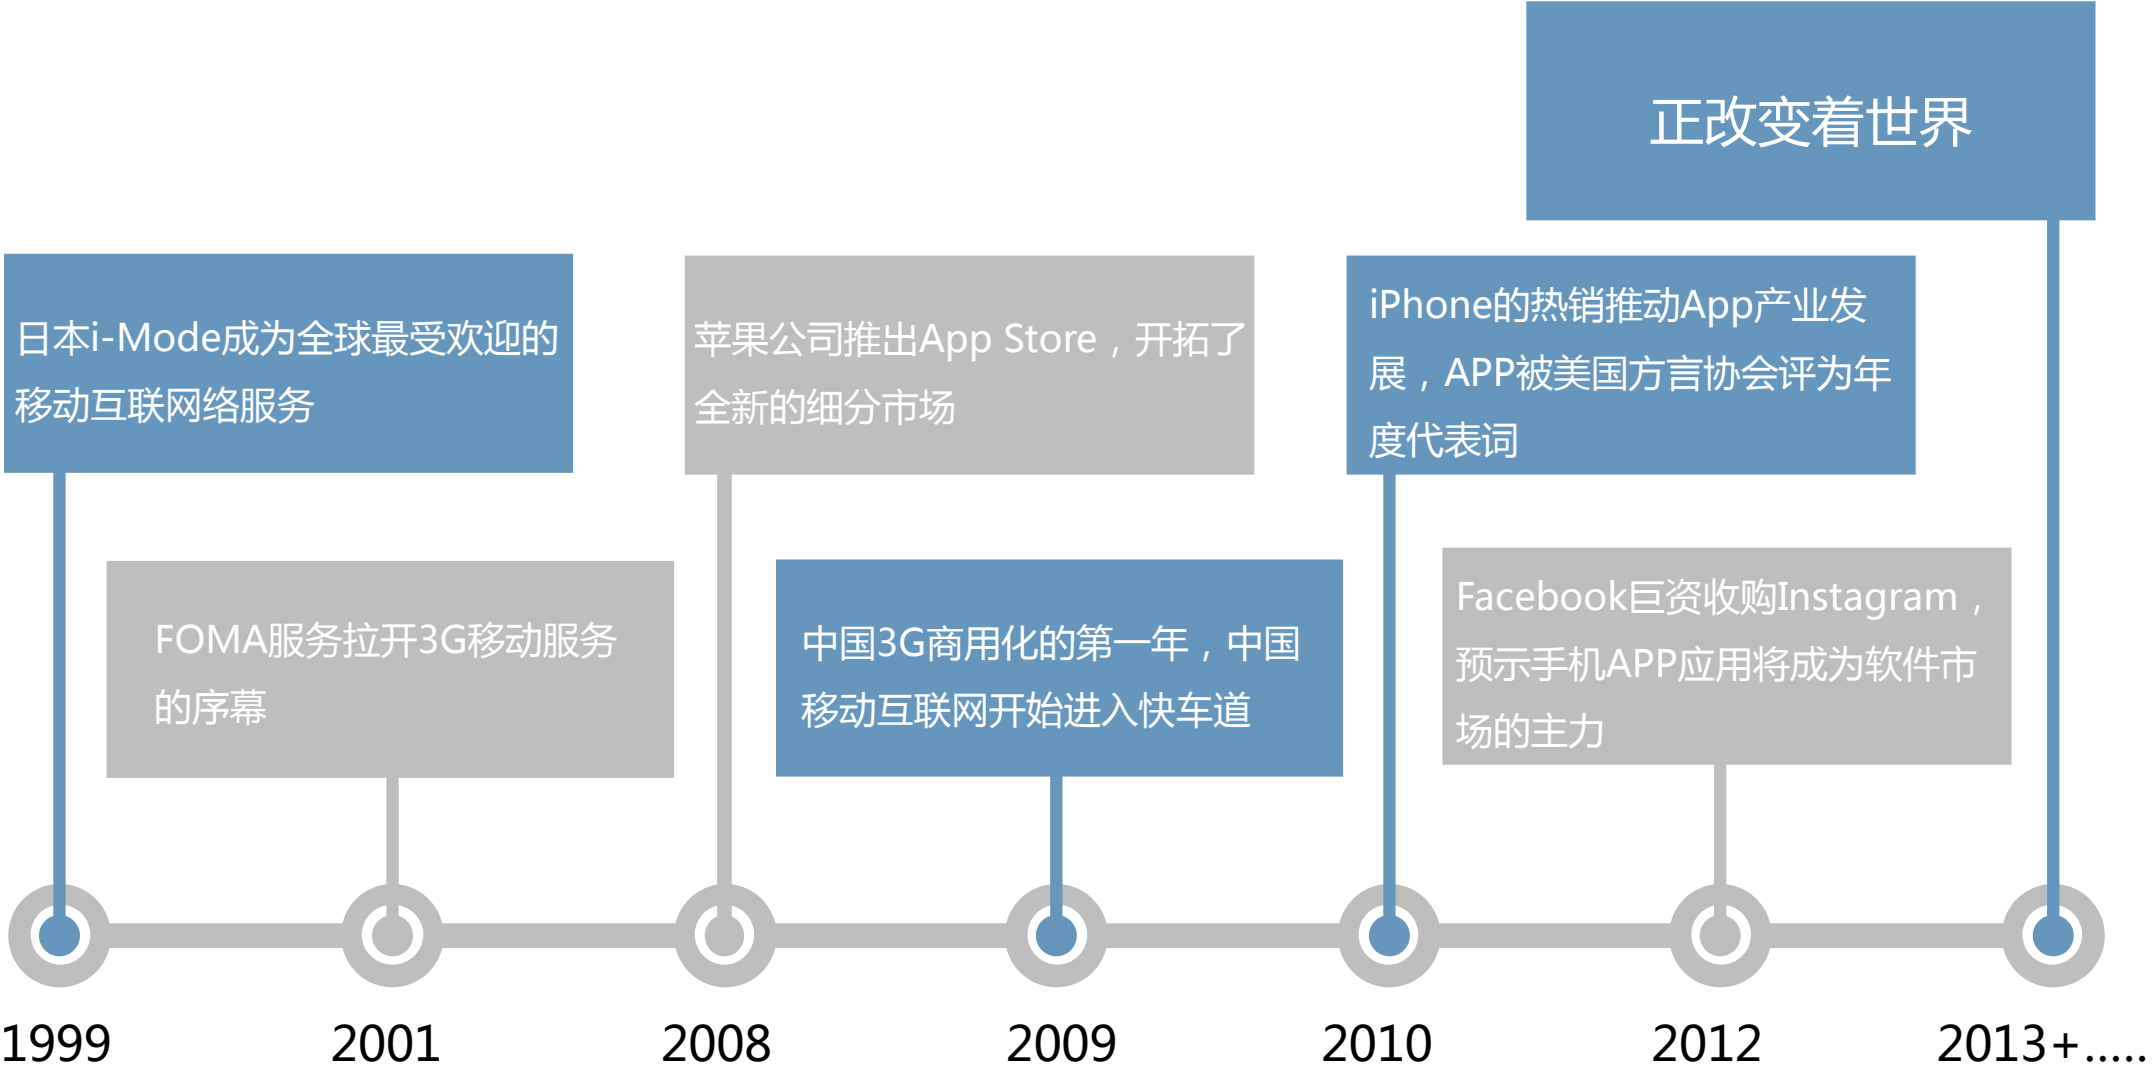 正改变着世界
日本i-Mode成为全球最受欢迎的
移动互联网络服务
苹果公司推出App Store，开拓了
全新的细分市场
iPhone的热销推动App产业发
展，APP被美国方言协会评为年
度代表词
FOMA服务拉开3G移动服务
的序幕
中国3G商用化的第一年，中国
移动互联网开始进入快车道
Facebook巨资收购Instagram，
预示手机APP应用将成为软件市
场的主力
1999
2001
2008
2009
2010
2012
2013+.....